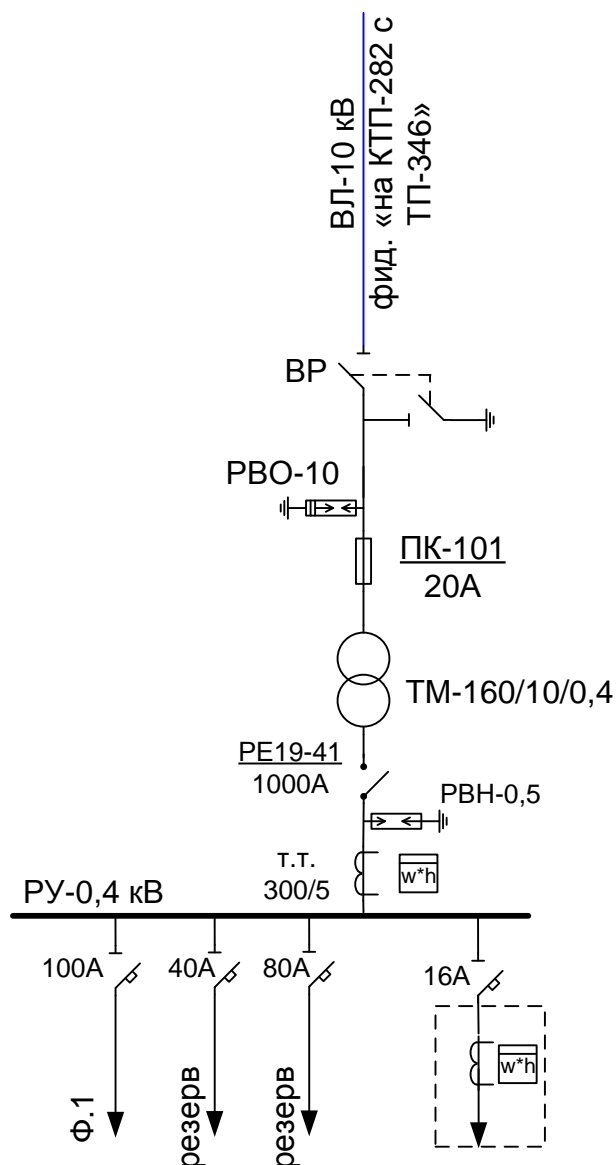 ВЛ-10 кВ
фид. «на КТП-282 с
ТП-346»
ВР
РВО-10
ПК-101
20А
ТМ-160/10/0,4
РЕ19-41
1000А
РВН-0,5
т.т.
300/5
w*h
РУ-0,4 кВ
100А
40А
80А
16А
w*h
Ф.1
резерв
резерв